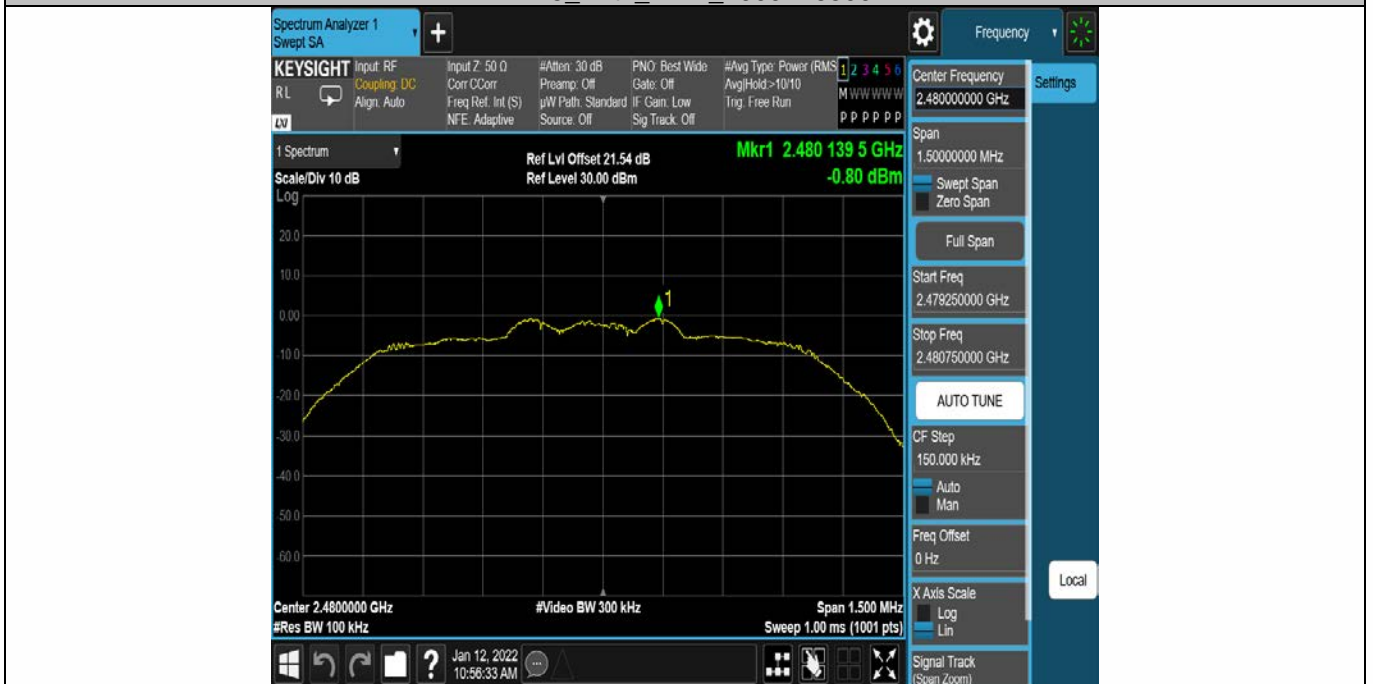 Spectrum Analyzer 1
Swept SA
+
Frequency
KEYSIGHT
RL
LXI
Input: RF
Coupling: DC
Align: Auto
Input Z: 50 Ω
Corr CCorr
Freq Ref: Int (S)
NFE: Adaptive
#Atten: 30 dB
Preamp: Off
µW Path: Standard
Source: Off
PNO: Best Wide
Gate: Off
IF Gain: Low
Sig Track: Off
#Avg Type: Power (RMS
Avg|Hold:>10/10
Trig: Free Run
1 2 3 4 5 6
M W W W W W
P P P P P P
1 Spectrum
Scale/Div 10 dB
Ref Lvl Offset 21.54 dB
Ref Level 30.00 dBm
Mkr1 2.480 139 5 GHz
-0.80 dBm
Log
20.0
10.0
0.00
-10.0
-20.0
-30.0
-40.0
-50.0
-60.0
1
Center 2.4800000 GHz
#Res BW 100 kHz
#Video BW 300 kHz
Span 1.500 MHz
Sweep 1.00 ms (1001 pts)
?
Jan 12, 2022
10:56:33 AM
Center Frequency
2.480000000 GHz
Settings
Span
1.50000000 MHz
Swept Span
Zero Span
Full Span
Start Freq
2.479250000 GHz
Stop Freq
2.480750000 GHz
AUTO TUNE
CF Step
150.000 kHz
Auto
Man
Freq Offset
0 Hz
X Axis Scale
Log
Lin
Local
Signal Track
(Span Zoom)